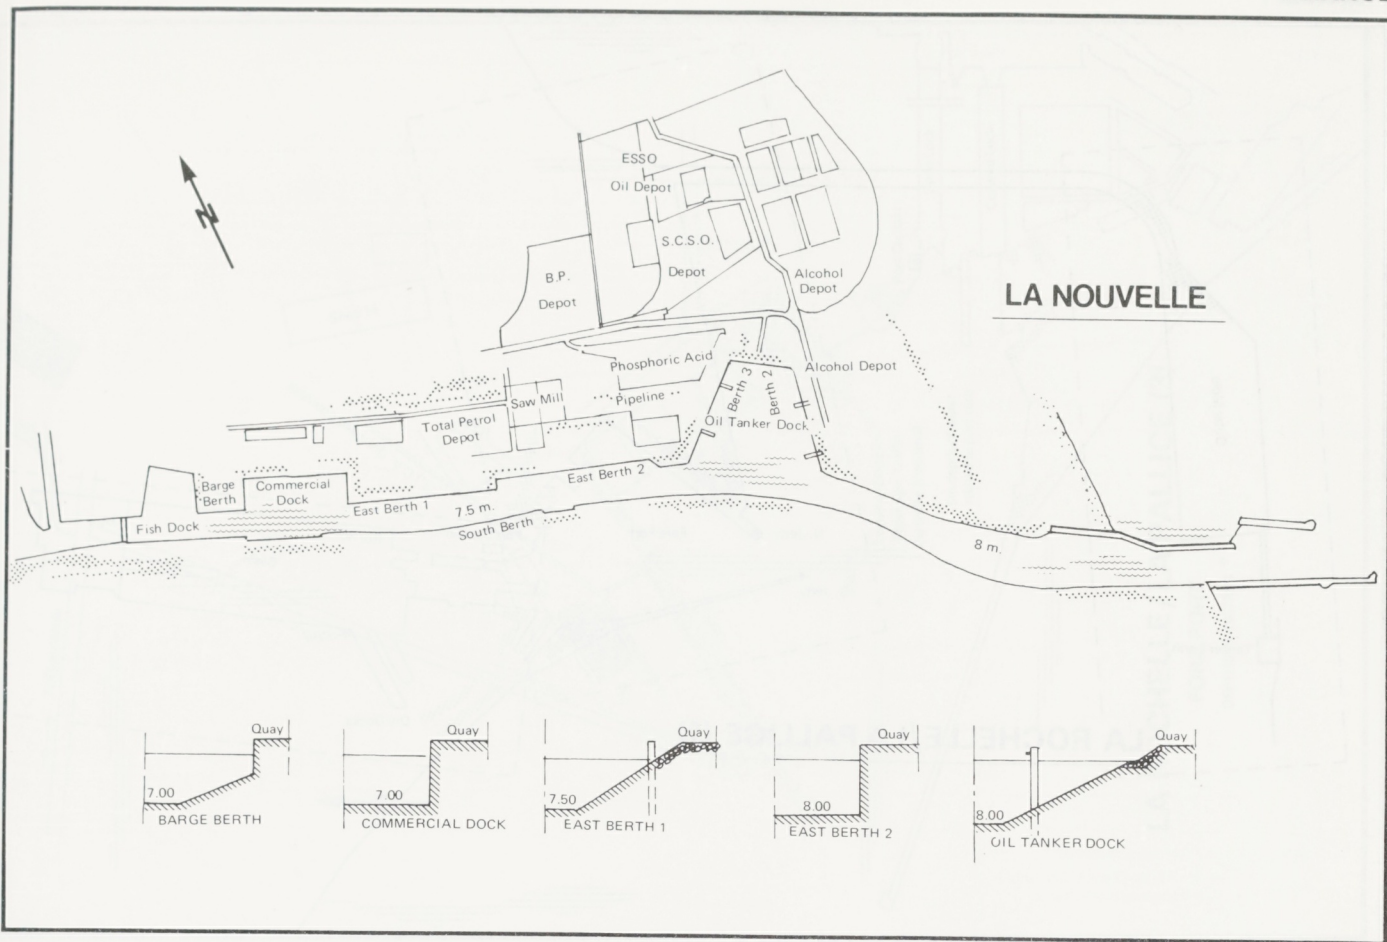 N
ESSO
Oil Depot
S.C.S.O.
Depot
B.P.
Depot
Alcohol
Depot
LA NOUVELLE
Phosphoric Acid
Pipeline
Saw Mill
Total Petrol
Depot
Berth 3
Berth 2
Alcohol Depot
Oil Tanker Dock
Barge
Berth
Commercial
Dock
East Berth 1
East Berth 2
7.5 m.
South Berth
Fish Dock
8 m.
Quay
7.00
BARGE BERTH
Quay
7.00
COMMERCIAL DOCK
Quay
7.50
EAST BERTH 1
Quay
8.00
EAST BERTH 2
Quay
8.00
OIL TANKER DOCK